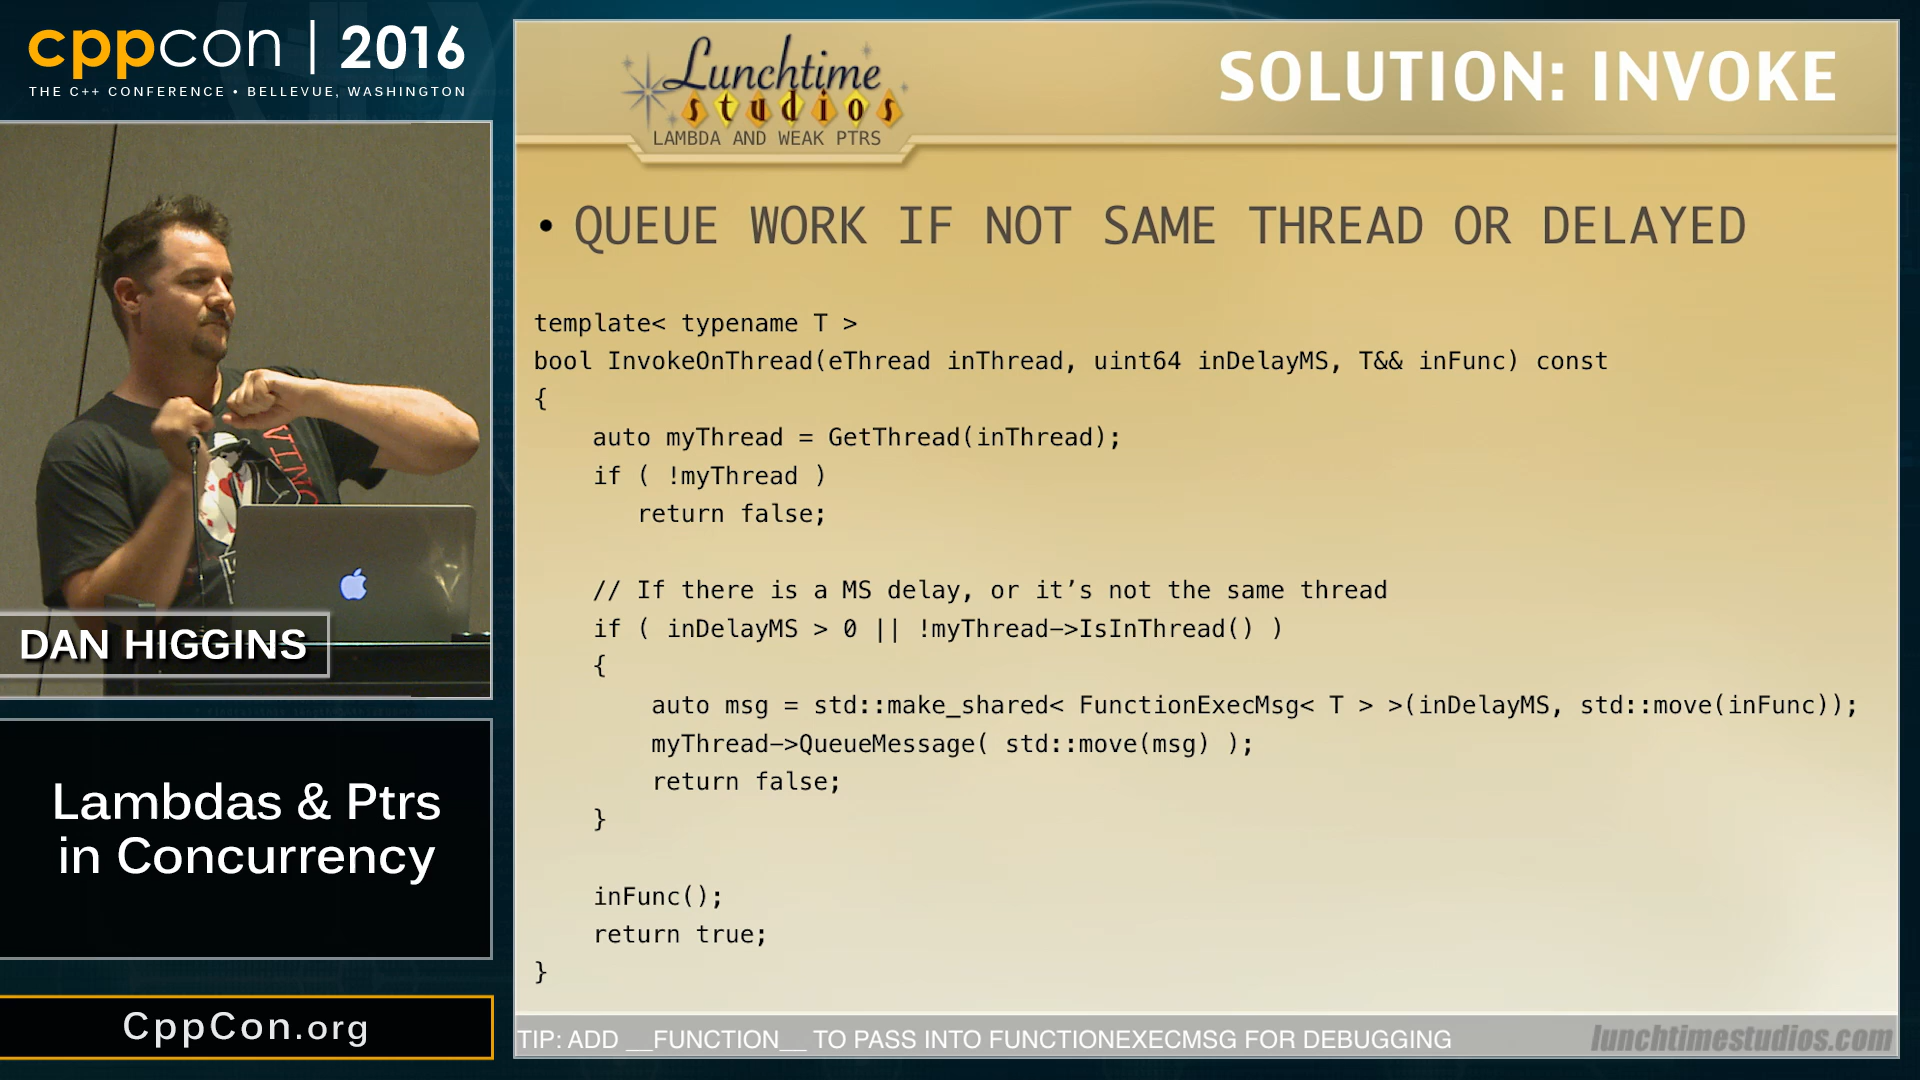 cppcon | 2016
THE C++ CONFERENCE • BELLEVUE, WASHINGTON
DAN HIGGINS
Lambdas & Ptrs
in Concurrency
CppCon.org
Lunchtime
studios
LAMBDA AND WEAK PTRS
SOLUTION: INVOKE
• QUEUE WORK IF NOT SAME THREAD OR DELAYED
template< typename T >
bool InvokeOnThread(eThread inThread, uint64 inDelayMS, T&& inFunc) const
{
auto myThread = GetThread(inThread);
if ( !myThread )
return false;
// If there is a MS delay, or it’s not the same thread
if ( inDelayMS > 0 || !myThread->IsInThread() )
{
auto msg = std::make_shared< FunctionExecMsg< T > >(inDelayMS, std::move(inFunc));
myThread->QueueMessage( std::move(msg) );
return false;
}
inFunc();
return true;
}
TIP: ADD __FUNCTION__ TO PASS INTO FUNCTIONEXECMSG FOR DEBUGGING
lunchtimestudios.com